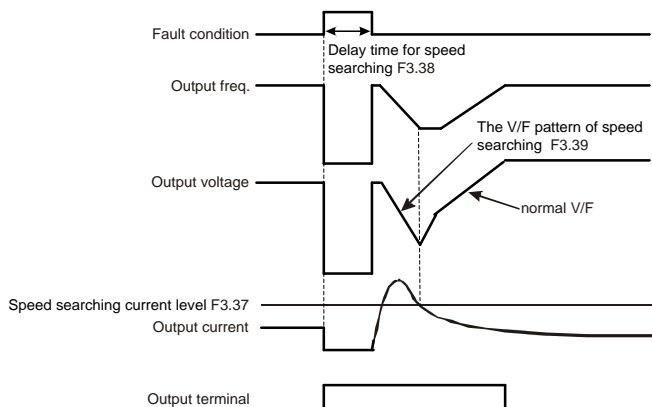 Fault condition
Delay time for speed
searching F3.38
Output freq.
The V/F pattern of speed
searching F3.39
Output voltage
normal V/F
Speed searching current level F3.37
Output current
Output terminal